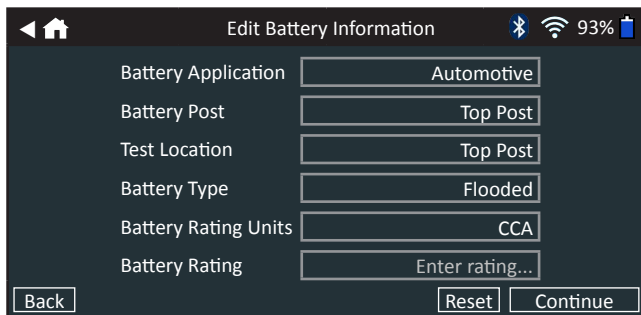 Edit Battery Information 93%
Battery Application Automotive
Battery Post Top Post
Test Location Top Post
Battery Type Flooded
Battery Rating Units CCA
Battery Rating Enter rating...
Back Reset Continue